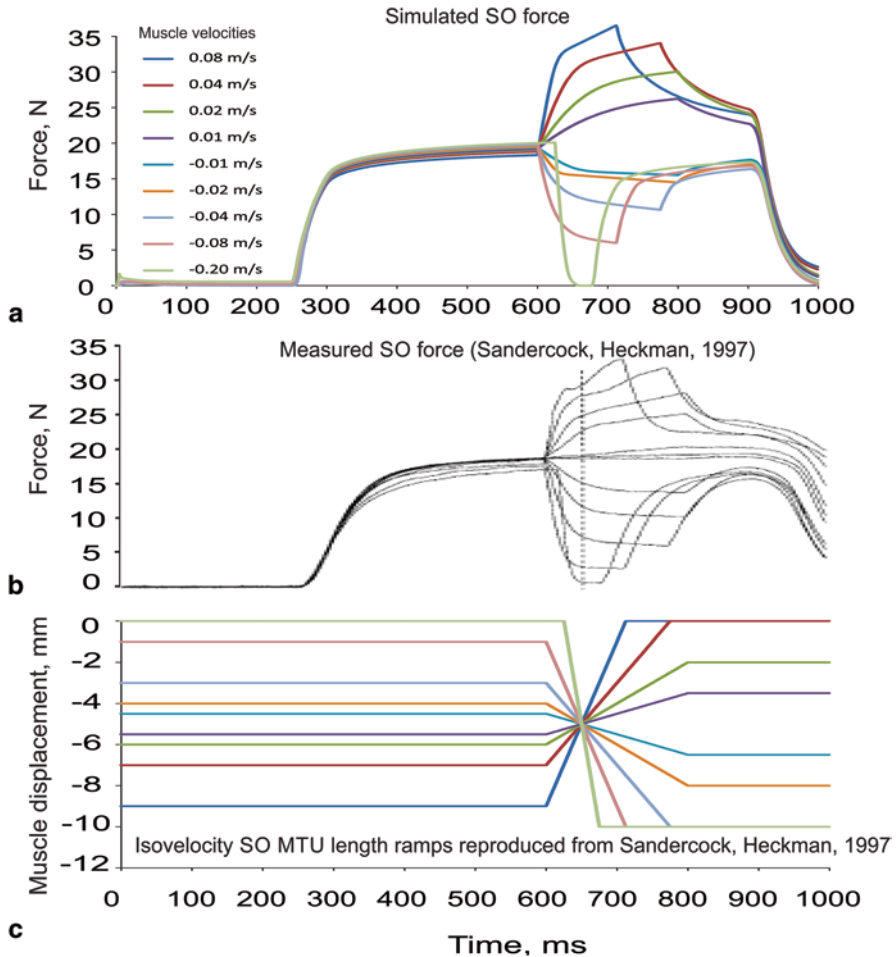 Simulated SO force
Muscle velocities
0.08 m/s
0.04 m/s
0.02 m/s
0.01 m/s
-0.01 m/s
-0.02 m/s
-0.04 m/s
-0.08 m/s
-0.20 m/s
Force, N
35
30
25
20
15
10
5
0
0 100 200 300 400 500 600 700 800 900 1000
a
Measured SO force (Sandercock, Heckman, 1997)
Force, N
35
30
25
20
15
10
5
0
b
Muscle displacement, mm
0
-2
-4
-6
-8
-10
-12
Isovelocity SO MTU length ramps reproduced from Sandercock, Heckman, 1997
0 100 200 300 400 500 600 700 800 900 1000
c
Time, ms